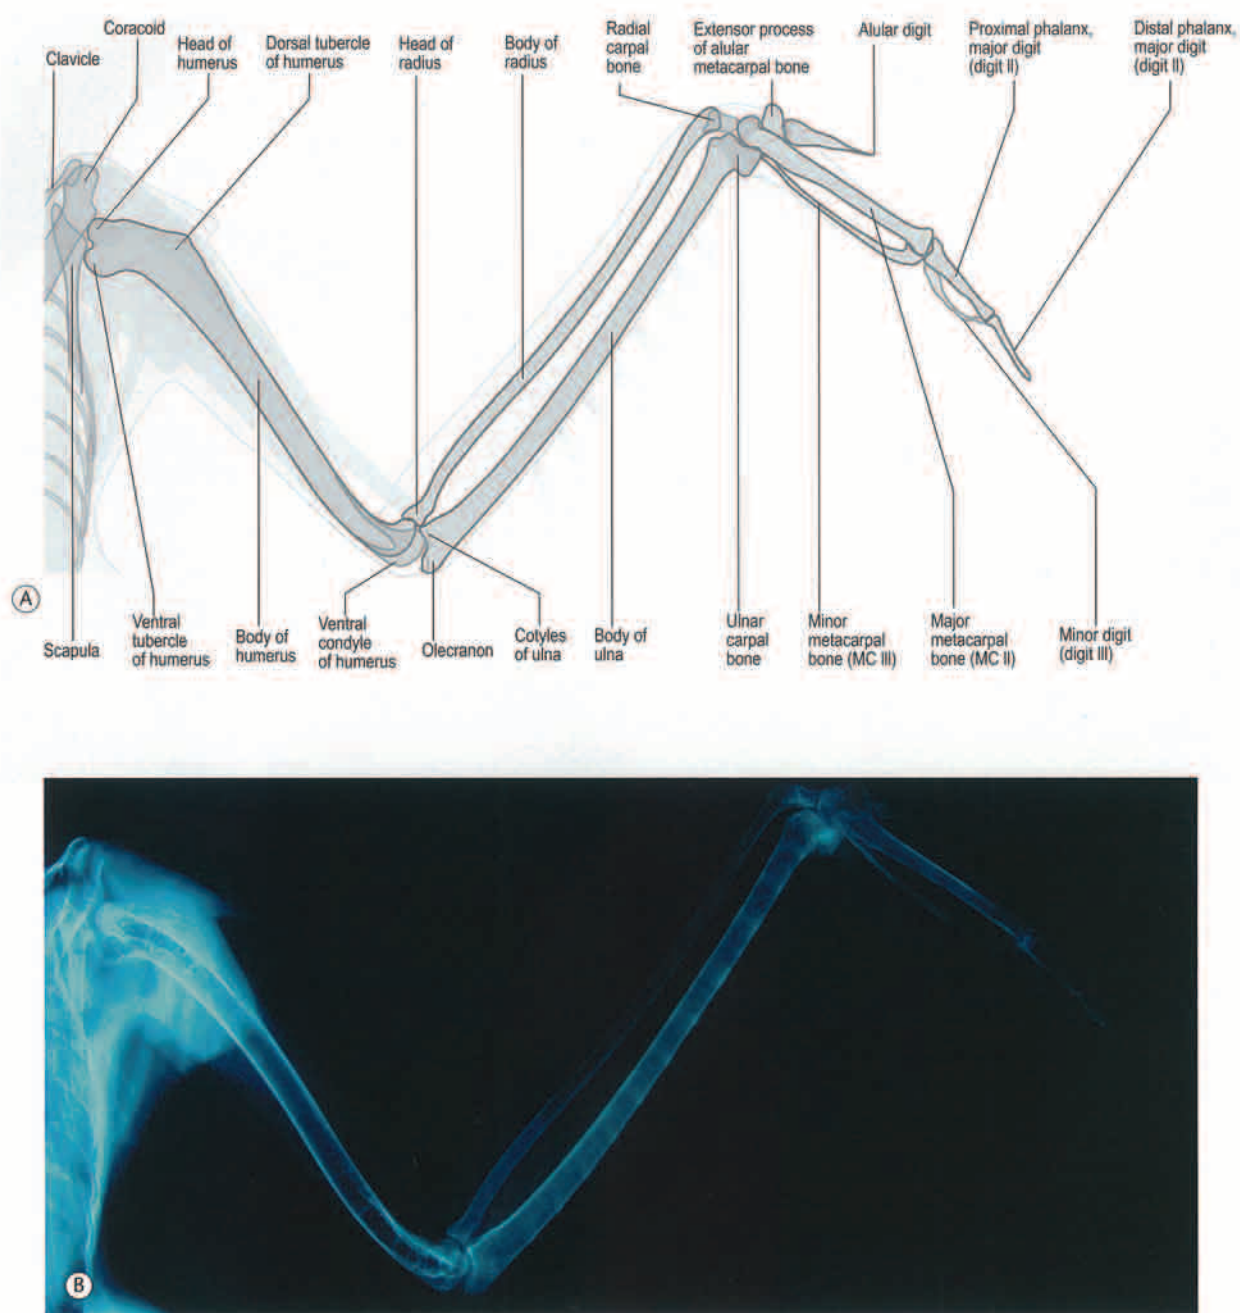 Clavicle
Coracoid
Head of
humerus
Dorsal tubercle
of humerus
Head of
radius
Body of
radius
Radial
carpal
bone
Extensor process
of alular
metacarpal bone
Alular digit
Proximal phalanx,
major digit
(digit II)
Distal phalanx,
major digit
(digit II)
A
Scapula
Ventral
tubercle
of humerus
Body of
humerus
Ventral
condyle
of humerus
Olecranon
Cotyles
of ulna
Body of
ulna
Ulnar
carpal
bone
Minor
metacarpal
bone (MC III)
Major
metacarpal
bone (MC II)
Minor digit
(digit III)
B